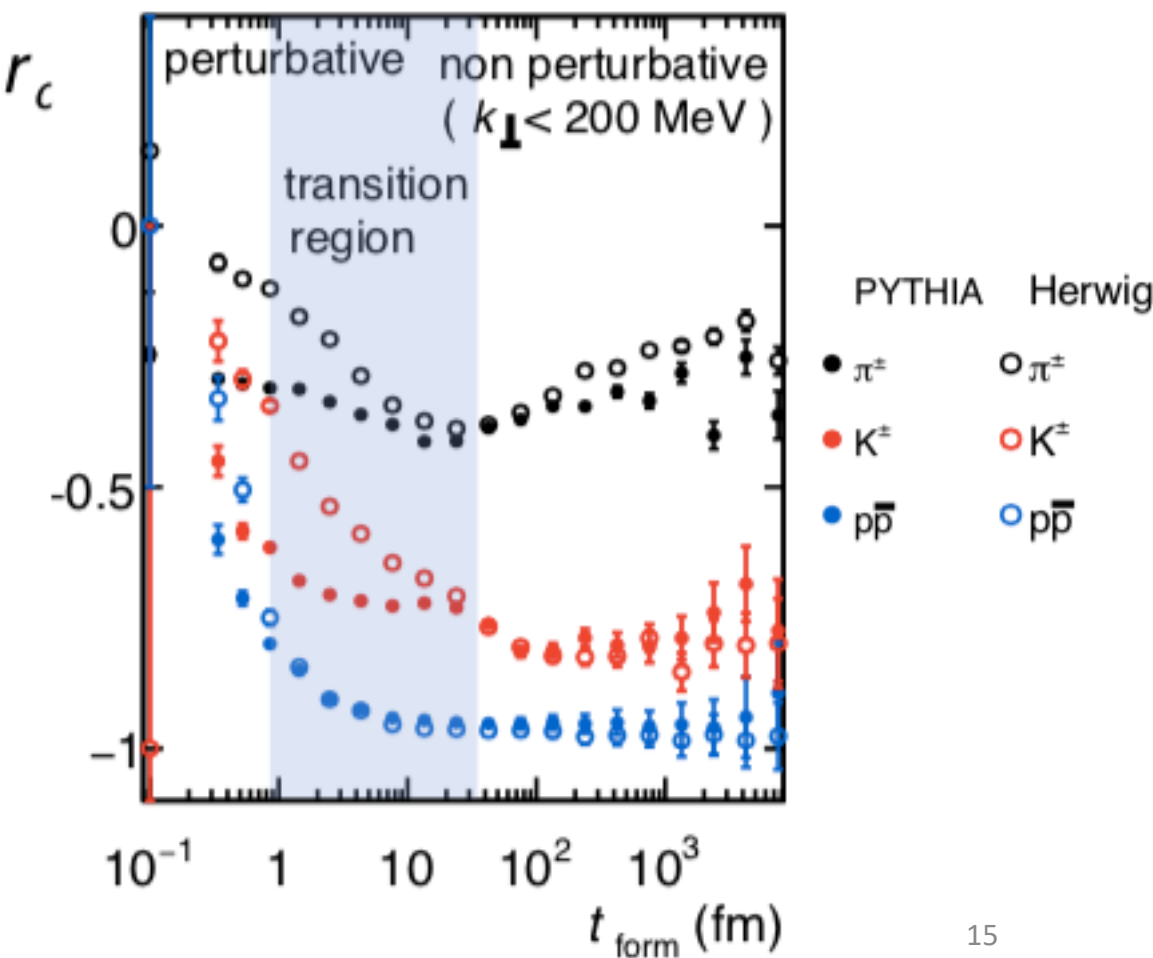 perturbative non perturbative
( k⊥ < 200 MeV )
r_c
transition
region
0
-0.5
−1
10⁻¹ 1 10 10² 10³
t_form (fm)
PYTHIA Herwig
π± π±
K± K±
pp̄ pp̄
15